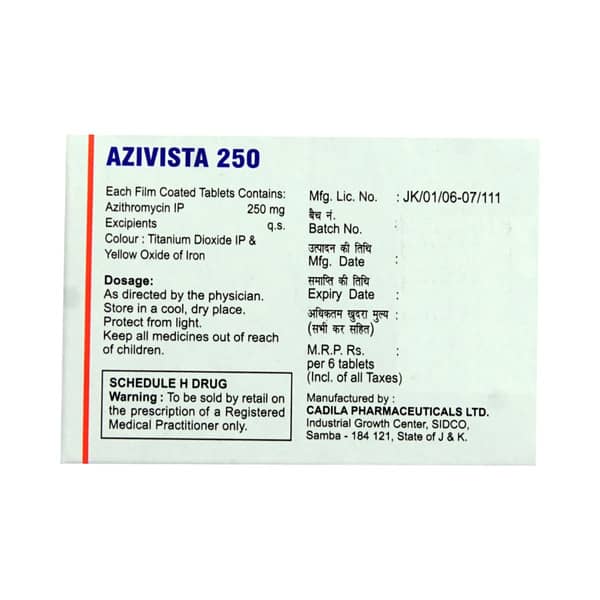 AZIVISTA 250
Each Film Coated Tablets Contains:
Azithromycin IP 250 mg
Excipients q.s.
Colour : Titanium Dioxide IP &
Yellow Oxide of Iron
Dosage:
As directed by the physician.
Store in a cool, dry place.
Protect from light.
Keep all medicines out of reach
of children.
SCHEDULE H DRUG
Warning : To be sold by retail on
the prescription of a Registered
Medical Practitioner only.
Mfg. Lic. No. : JK/01/06-07/111
बैच नं.
Batch No. :
उत्पादन की तिथि
Mfg. Date :
समाप्ति की तिथि
Expiry Date :
अधिकतम खुदरा मुल्य :
(सभी कर सहित)
M.R.P. Rs. :
per 6 tablets
(Incl. of all Taxes)
Manufactured by :
CADILA PHARMACEUTICALS LTD.
Industrial Growth Center, SIDCO,
Samba - 184 121, State of J & K.